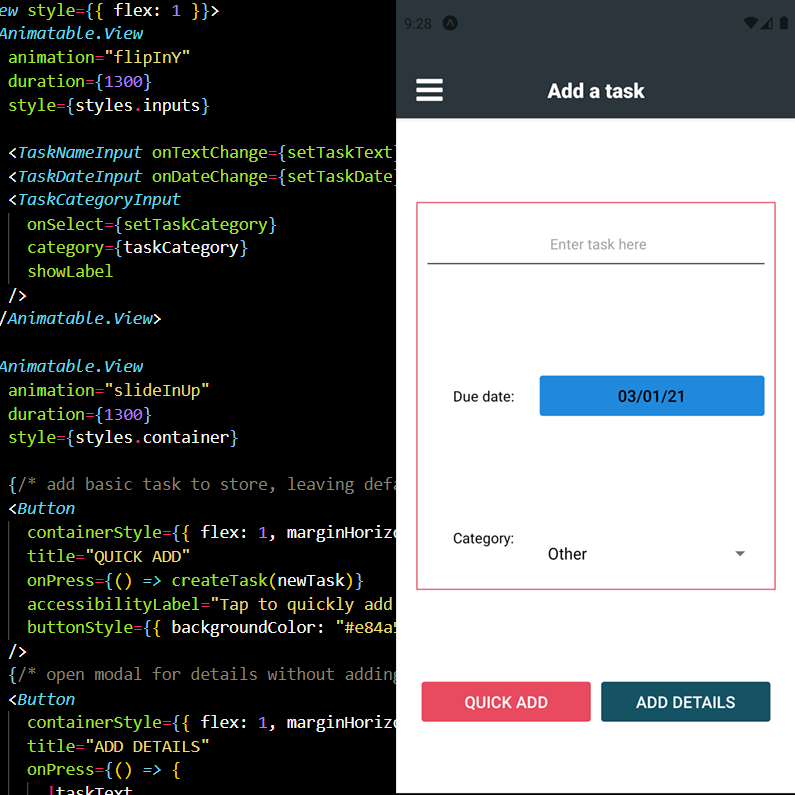 ew style={{ flex: 1 }}>
Animatable.View
animation="flipInY"
duration={1300}
style={styles.inputs}
<TaskNameInput onTextChange={setTaskText}
<TaskDateInput onDateChange={setTaskDate}
<TaskCategoryInput
onSelect={setTaskCategory}
category={taskCategory}
showLabel
/>
/Animatable.View>
Animatable.View
animation="slideInUp"
duration={1300}
style={styles.container}
{/* add basic task to store, leaving defa
<Button
containerStyle={{ flex: 1, marginHorizo
title="QUICK ADD"
onPress={() => createTask(newTask)}
accessibilityLabel="Tap to quickly add
buttonStyle={{ backgroundColor: "#e84a5
/>
{/* open modal for details without adding
<Button
containerStyle={{ flex: 1, marginHorizo
title="ADD DETAILS"
onPress={() => {
!taskText
9:28
Add a task
Enter task here
Due date:
03/01/21
Category:
Other
QUICK ADD
ADD DETAILS